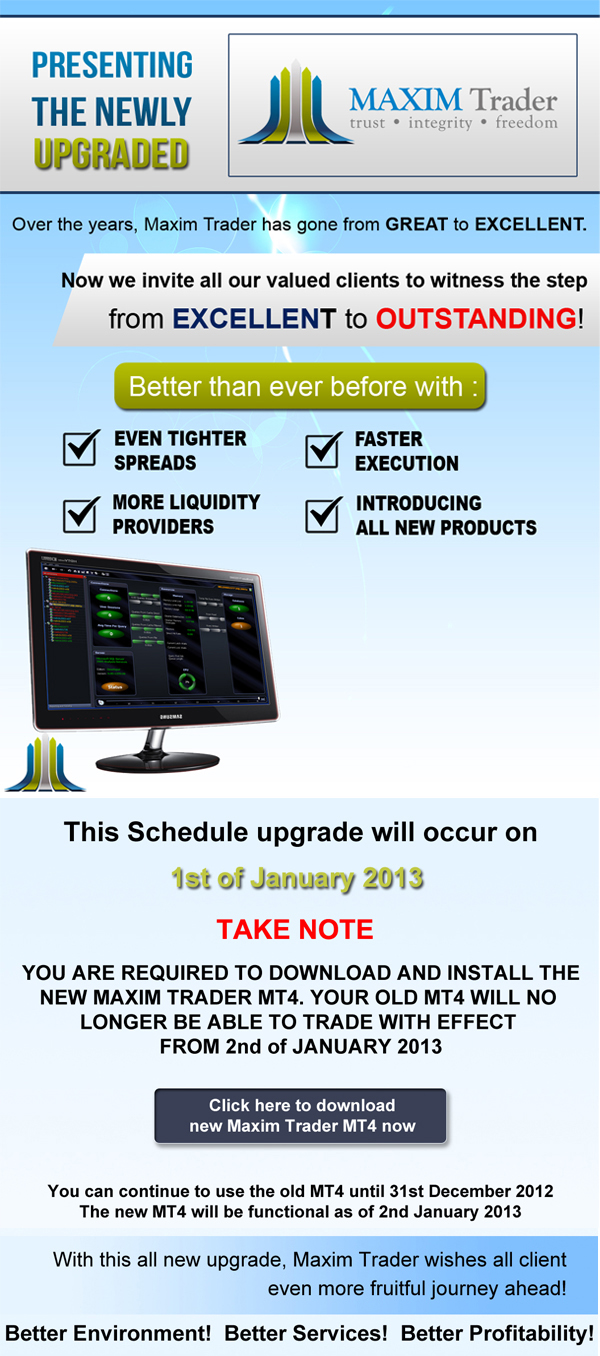 PRESENTING
THE NEWLY
UPGRADED
MAXIM Trader
trust • integrity • freedom
Over the years, Maxim Trader has gone from GREAT to EXCELLENT.
Now we invite all our valued clients to witness the step
from EXCELLENT to OUTSTANDING!
Better than ever before with :
EVEN TIGHTER
SPREADS
FASTER
EXECUTION
MORE LIQUIDITY
PROVIDERS
INTRODUCING
ALL NEW PRODUCTS
Status
This Schedule upgrade will occur on
1st of January 2013
TAKE NOTE
YOU ARE REQUIRED TO DOWNLOAD AND INSTALL THE
NEW MAXIM TRADER MT4. YOUR OLD MT4 WILL NO
LONGER BE ABLE TO TRADE WITH EFFECT
FROM 2nd of JANUARY 2013
Click here to download
new Maxim Trader MT4 now
You can continue to use the old MT4 until 31st December 2012
The new MT4 will be functional as of 2nd January 2013
With this all new upgrade, Maxim Trader wishes all client
even more fruitful journey ahead!
Better Environment! Better Services! Better Profitability!